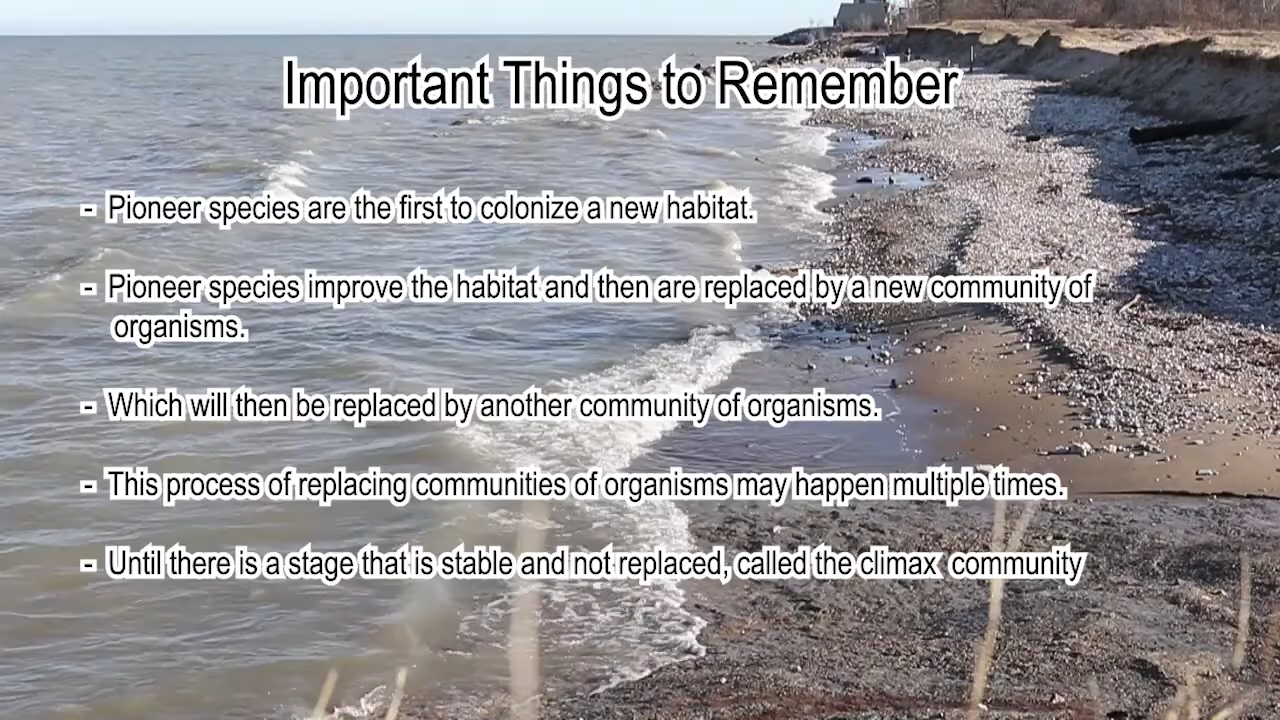 Important Things to Remember
- Pioneer species are the first to colonize a new habitat.
- Pioneer species improve the habitat and then are replaced by a new community of
organisms.
- Which will then be replaced by another community of organisms.
- This process of replacing communities of organisms may happen multiple times.
- Until there is a stage that is stable and not replaced, called the climax  community